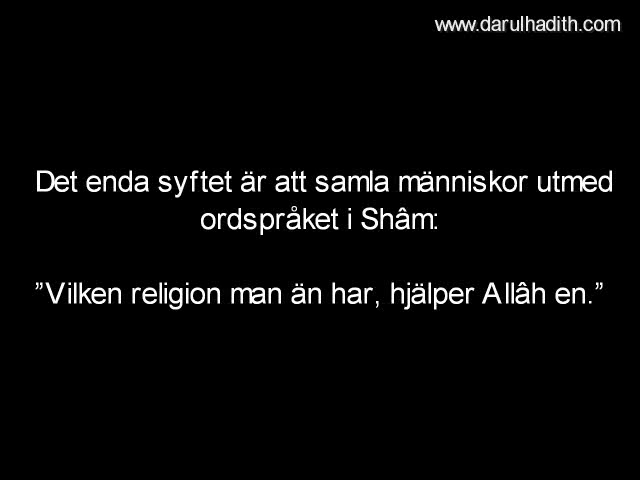 www.darulhadith.com
Det enda syftet är att samla människor utmed
ordspråket i Shâm:
”Vilken religion man än har, hjälper Allâh en.”